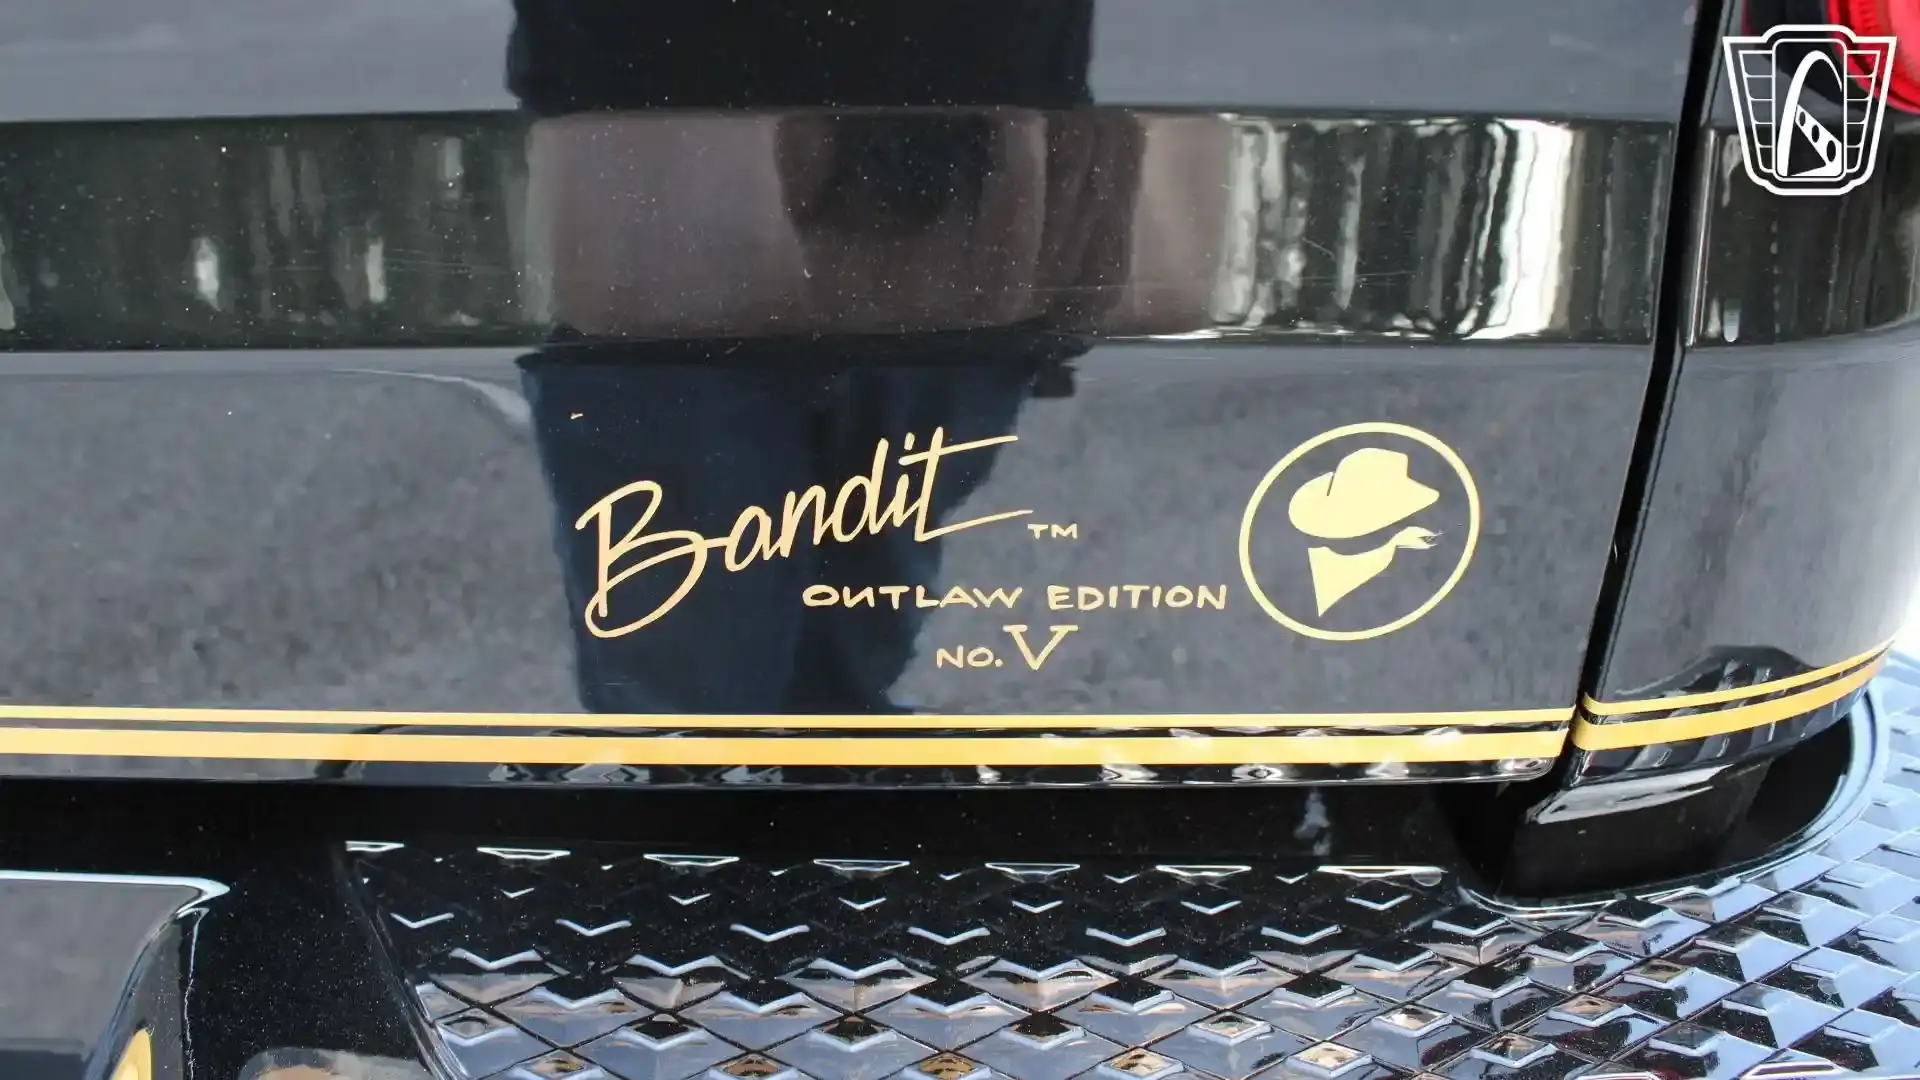 Bandit™
OUTLAW EDITION
NO. V